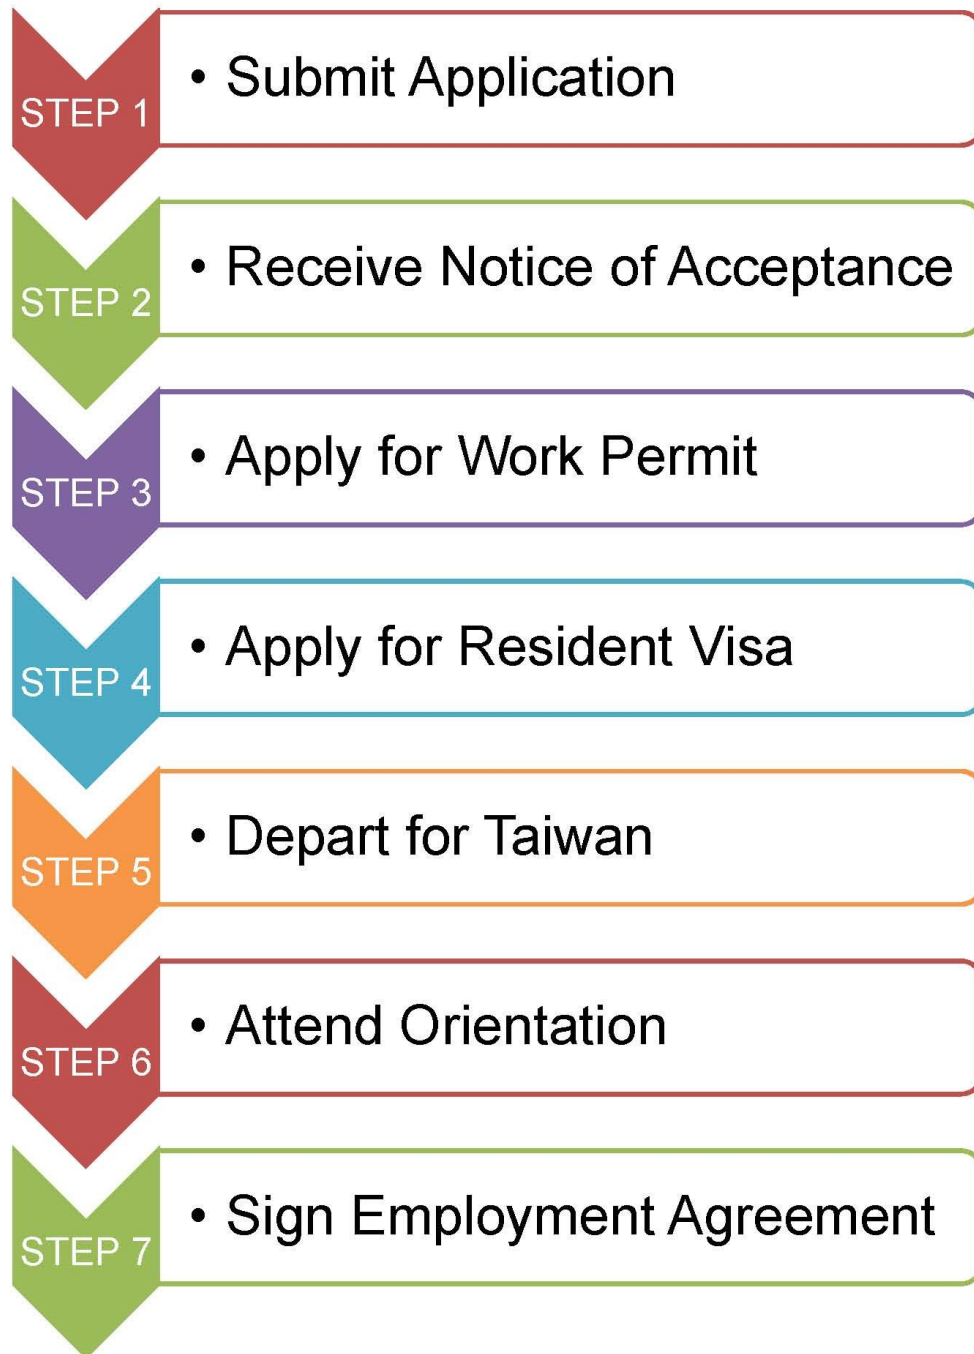 STEP 1
• Submit Application
STEP 2
• Receive Notice of Acceptance
STEP 3
• Apply for Work Permit
STEP 4
• Apply for Resident Visa
STEP 5
• Depart for Taiwan
STEP 6
• Attend Orientation
STEP 7
• Sign Employment Agreement